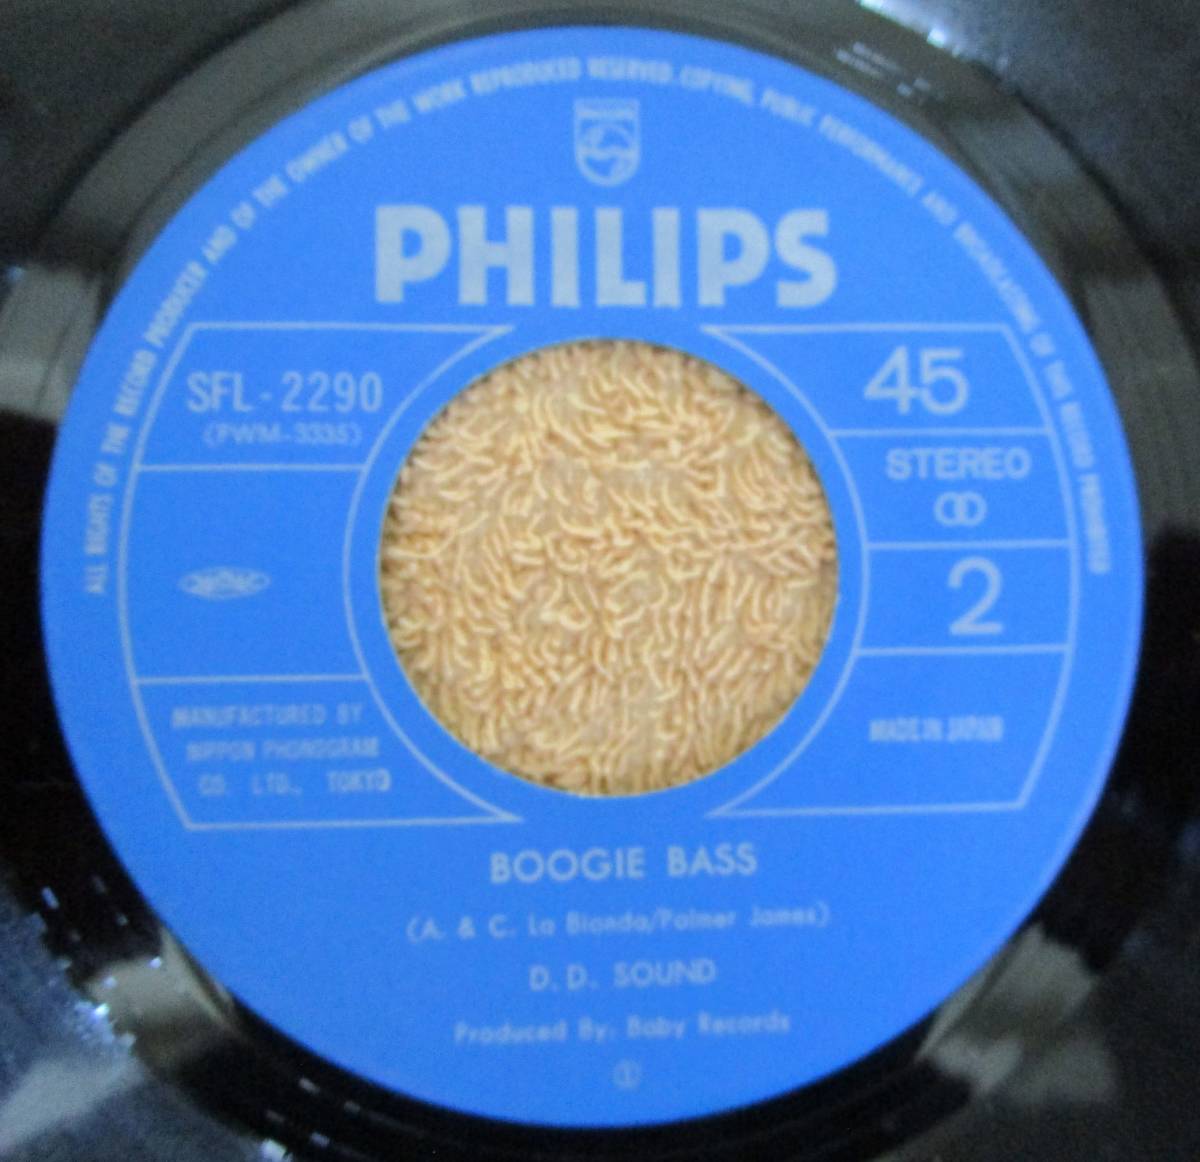 ALL RIGHTS OF THE RECORD PRODUCER AND OF THE OWNER OF THE WORK REPRODUCED RESERVED. COPYING, PUBLIC PERFORMANCE AND BROADCASTING OF THIS RECORD PROHIBITED
PHILIPS
PHILIPS
SFL-2290
(PWM-3335)
45
STEREO
2
MANUFACTURED BY
NIPPON PHONOGRAM
CO. LTD., TOKYO
MADE IN JAPAN
BOOGIE BASS
(A. & C. La Bionda/Palmer James)
D.D. SOUND
Produced By: Baby Records
①